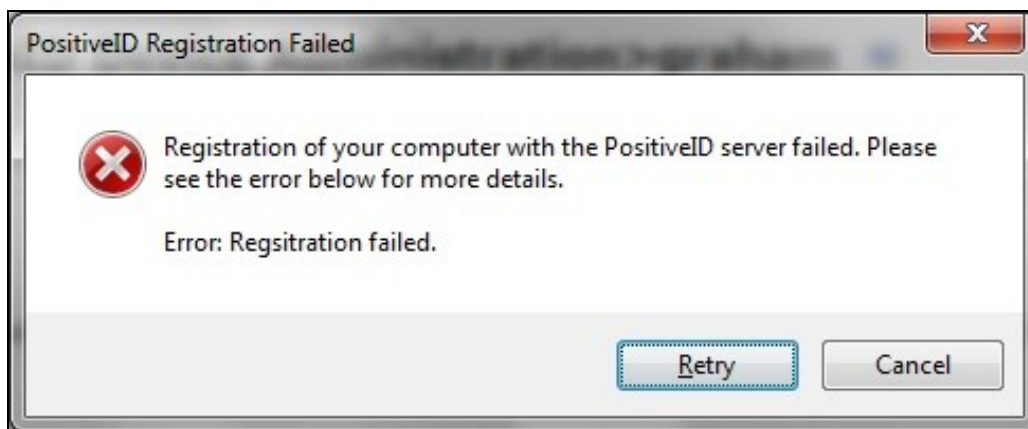 PositiveID Registration Failed
Registration of your computer with the PositiveID server failed. Please
see the error below for more details.
Error: Regsitration failed.
Retry
Cancel